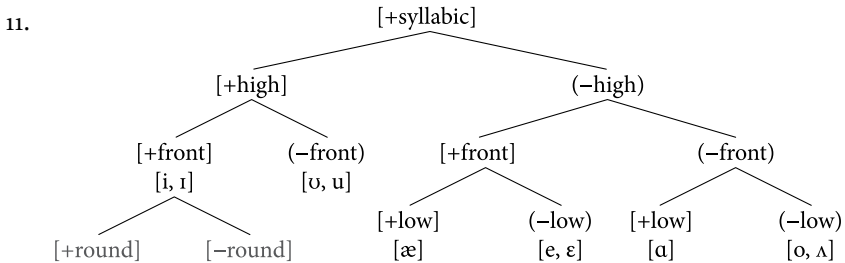 11.
[+syllabic]
[+high] (−high)
[+front] (−front) [+front] (−front)
[i, ɪ] [ʊ, u]
[+low] (−low) [+low] (−low)
[+round] [−round] [æ] [e, ɛ] [ɑ] [o, ʌ]